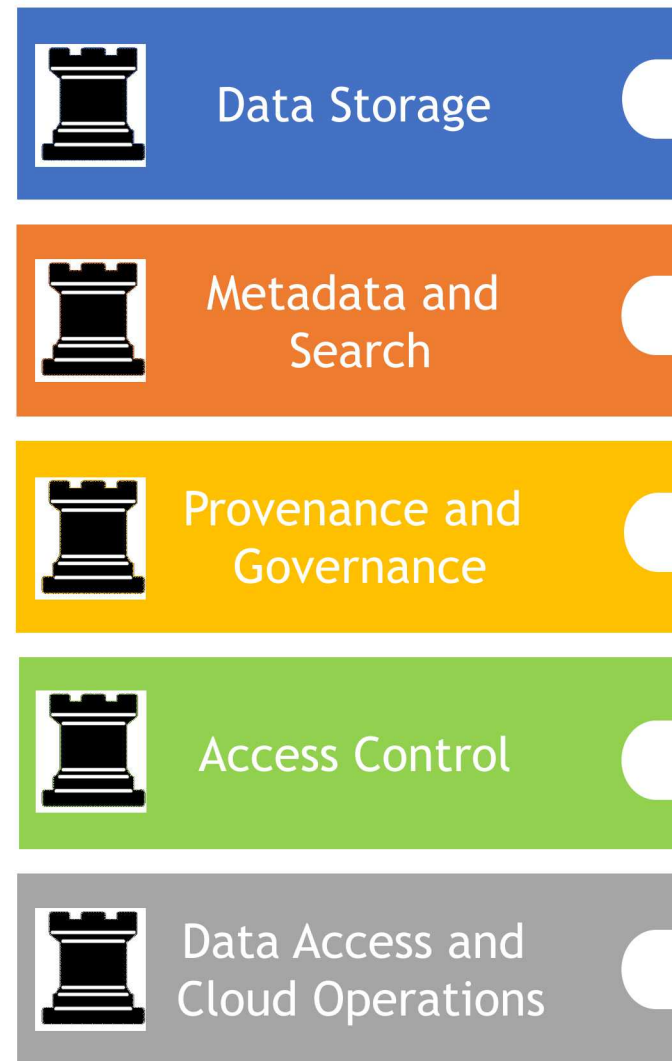 Data Storage
Metadata and
Search
Provenance and
Governance
Access Control
Data Access and
Cloud Operations